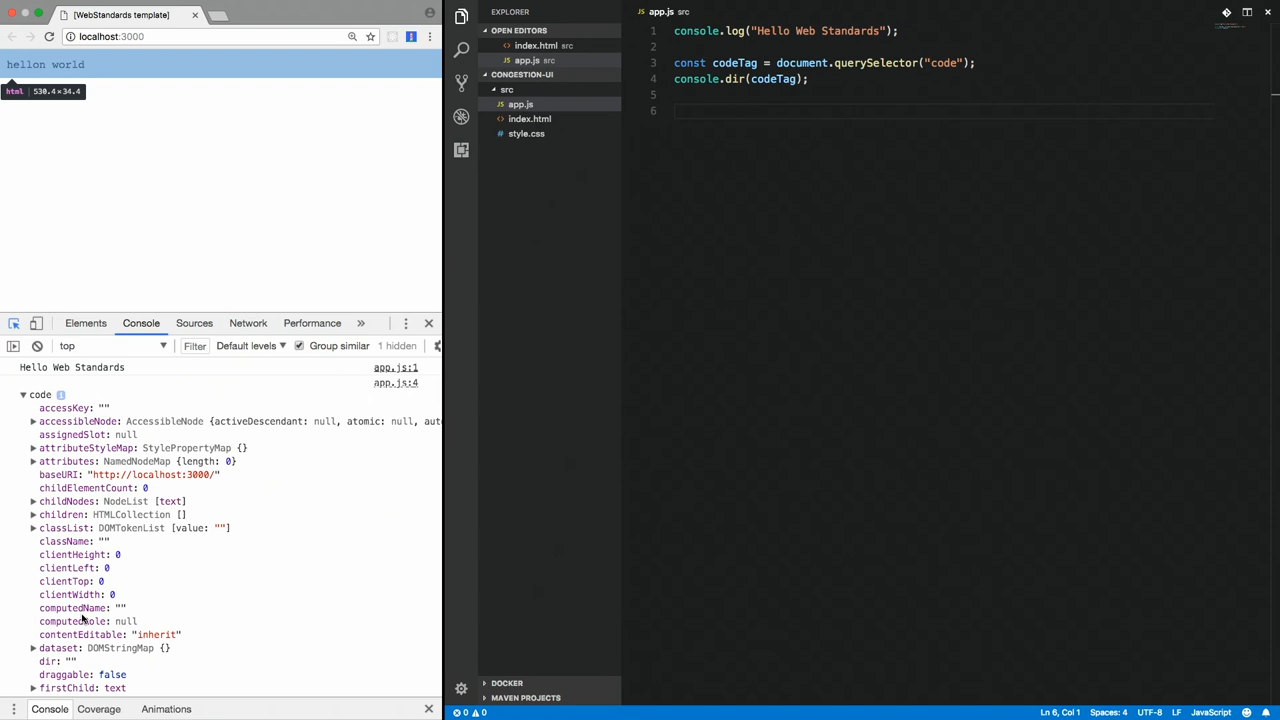 [WebStandards template]
localhost:3000
hellon world
html 530.4×34.4
Elements Console Sources Network Performance »
top Filter Default levels Group similar 1 hidden
Hello Web Standards app.js:1
app.js:4
code i
accessKey: ""
accessibleNode: AccessibleNode {activeDescendant: null, atomic: null, aut
assignedSlot: null
attributeStyleMap: StylePropertyMap {}
attributes: NamedNodeMap {length: 0}
baseURI: "http://localhost:3000/"
childElementCount: 0
childNodes: NodeList [text]
children: HTMLCollection []
classList: DOMTokenList [value: ""]
className: ""
clientHeight: 0
clientLeft: 0
clientTop: 0
clientWidth: 0
computedName: ""
computedRole: null
contentEditable: "inherit"
dataset: DOMStringMap {}
dir: ""
draggable: false
firstChild: text
Console Coverage Animations
EXPLORER
OPEN EDITORS
index.html src
app.js src
CONGESTION-UI
src
app.js
index.html
style.css
DOCKER
MAVEN PROJECTS
app.js src
1 console.log("Hello Web Standards");
2
3 const codeTag = document.querySelector("code");
4 console.dir(codeTag);
5
6
0 0 Ln 6, Col 1 Spaces: 4 UTF-8 LF JavaScript